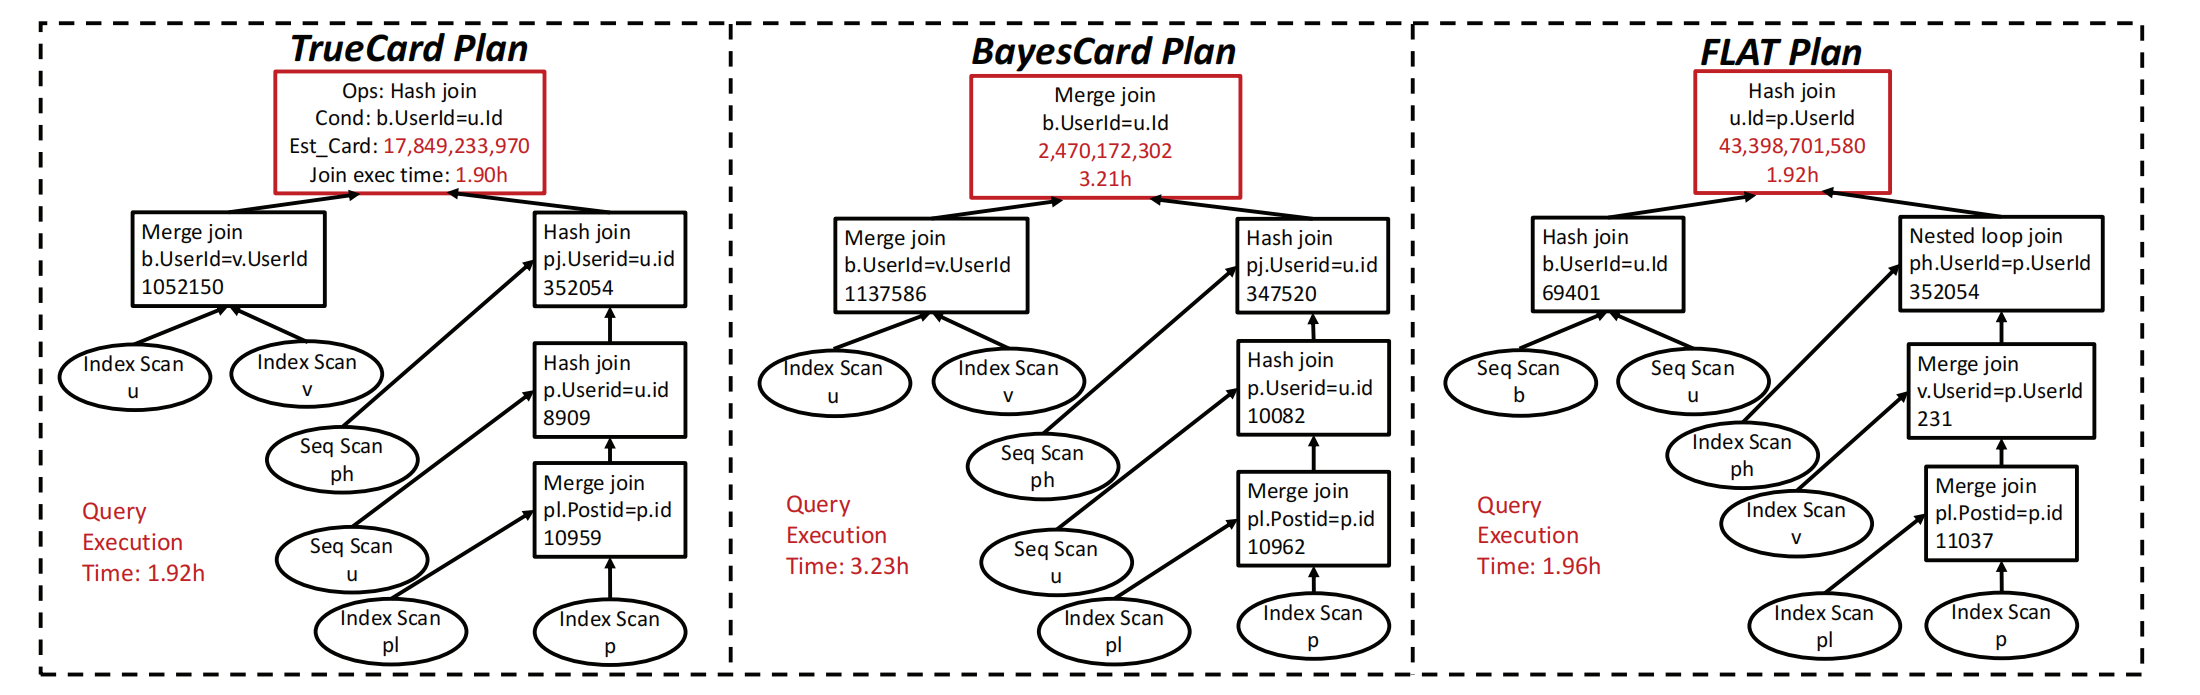 TrueCard Plan
Ops: Hash join
Cond: b.UserId=u.Id
Est_Card: 17,849,233,970
Join exec time: 1.90h
Merge join
b.UserId=v.UserId
1052150
Hash join
pj.Userid=u.id
352054
Index Scan
u
Index Scan
v
Hash join
p.Userid=u.id
8909
Seq Scan
ph
Merge join
pl.Postid=p.id
10959
Query
Execution
Time: 1.92h
Seq Scan
u
Index Scan
pl
Index Scan
p
BayesCard Plan
Merge join
b.UserId=u.Id
2,470,172,302
3.21h
Merge join
b.UserId=v.UserId
1137586
Hash join
pj.Userid=u.id
347520
Index Scan
u
Index Scan
v
Hash join
p.Userid=u.id
10082
Seq Scan
ph
Merge join
pl.Postid=p.id
10962
Query
Execution
Time: 3.23h
Seq Scan
u
Index Scan
pl
Index Scan
p
FLAT Plan
Hash join
u.Id=p.UserId
43,398,701,580
1.92h
Hash join
b.UserId=u.Id
69401
Nested loop join
ph.UserId=p.UserId
352054
Seq Scan
b
Seq Scan
u
Merge join
v.Userid=p.UserId
231
Index Scan
ph
Merge join
pl.Postid=p.id
11037
Query
Execution
Time: 1.96h
Index Scan
v
Index Scan
pl
Index Scan
p